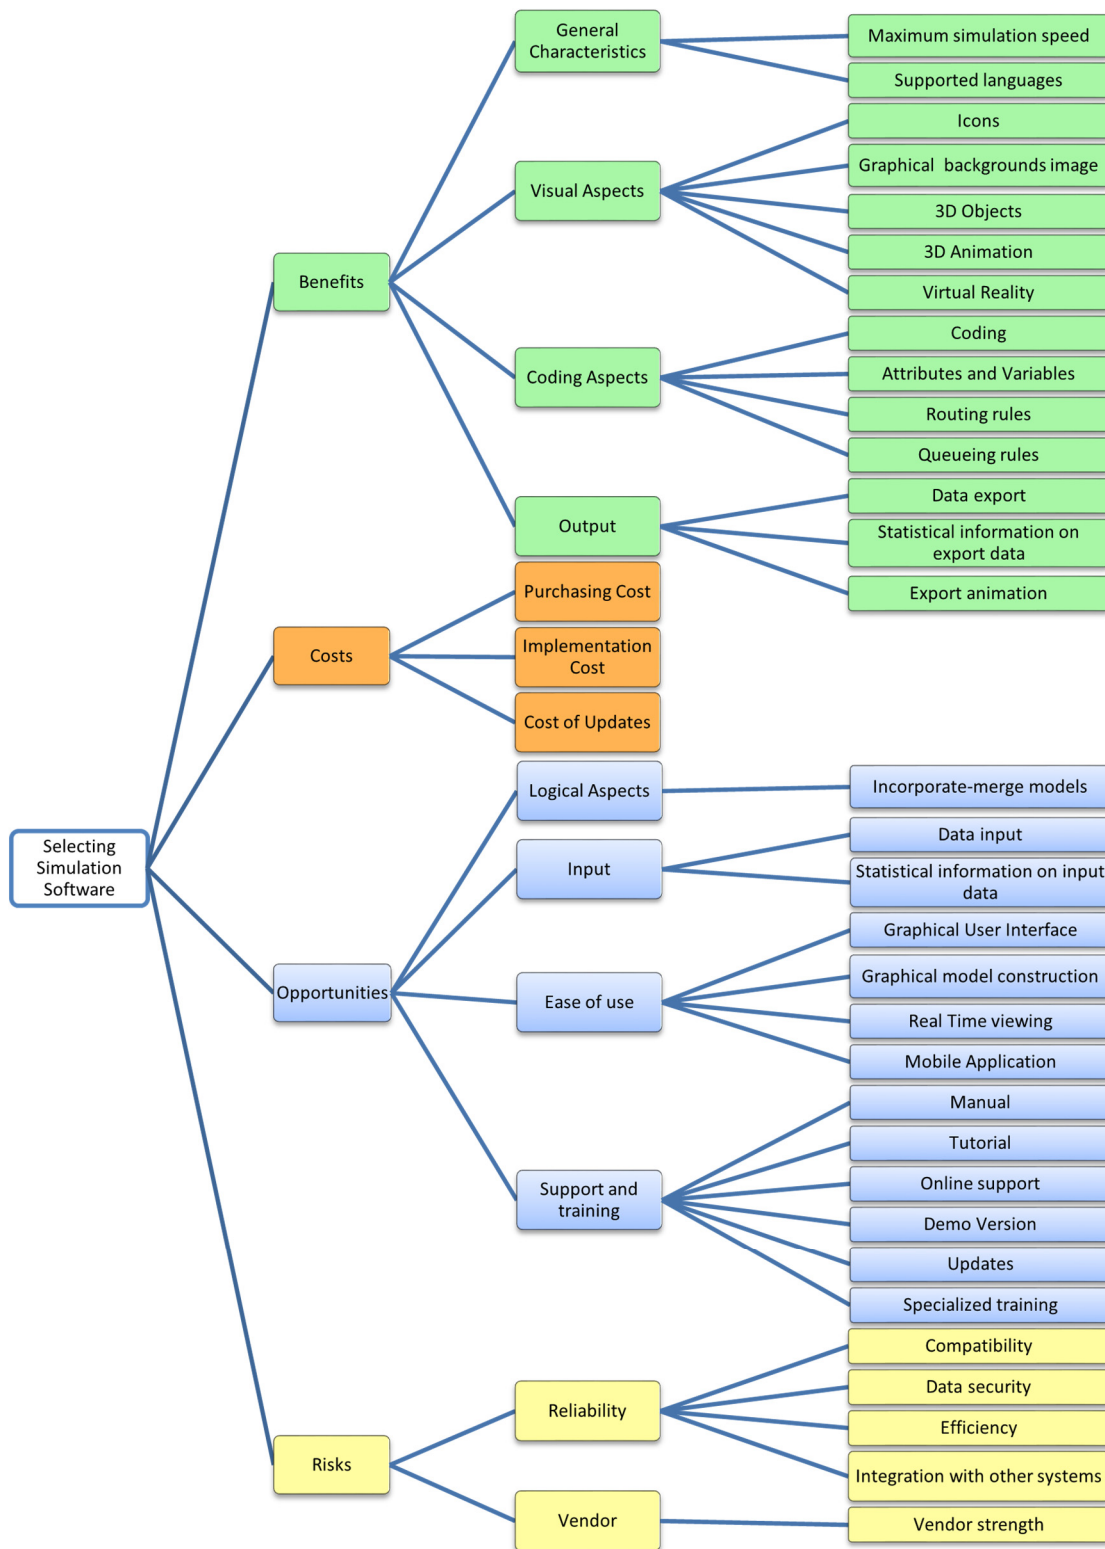 General
Characteristics
Maximum simulation speed
Supported languages
Icons
Graphical backgrounds image
Visual Aspects
3D Objects
3D Animation
Benefits
Virtual Reality
Coding
Coding Aspects
Attributes and Variables
Routing rules
Queueing rules
Data export
Output
Statistical information on
export data
Export animation
Purchasing Cost
Costs
Implementation
Cost
Cost of Updates
Logical Aspects
Incorporate-merge models
Selecting
Simulation
Software
Data input
Input
Statistical information on input
data
Graphical User Interface
Opportunities
Ease of use
Graphical model construction
Real Time viewing
Mobile Application
Manual
Tutorial
Support and
training
Online support
Demo Version
Updates
Specialized training
Compatibility
Reliability
Data security
Efficiency
Risks
Integration with other systems
Vendor
Vendor strength